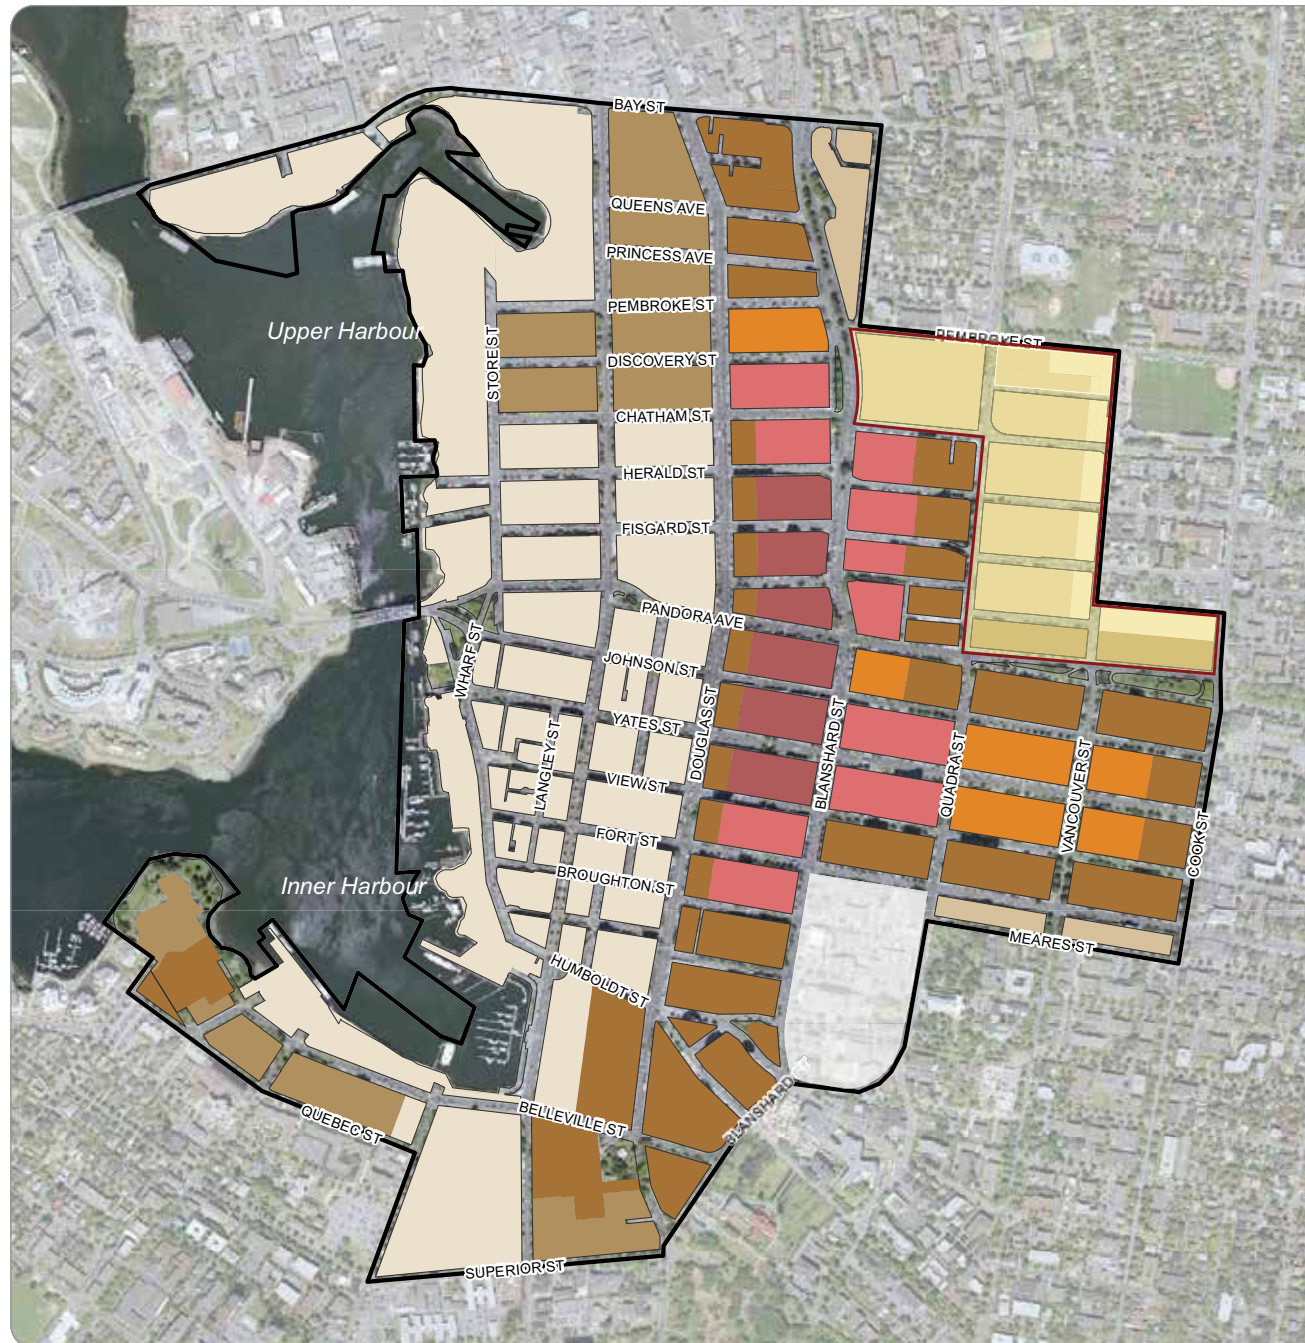 BAY ST
QUEENS AVE
PRINCESS AVE
PEMBROKE ST
Upper Harbour
STORE ST
PEMBROKE ST
DISCOVERY ST
CHATHAM ST
HERALD ST
FISGARD ST
PANDORA AVE
JOHNSON ST
WHARF ST
YATES ST
DOUGLAS ST
LANGLEY ST
VIEW ST
BLANSHARD ST
QUADRA ST
VANCOUVER ST
COOK ST
FORT ST
BROUGHTON ST
Inner Harbour
MEARES ST
HUMBOLDT ST
BLANSHARD ST
BELLEVILLE ST
QUEBEC ST
SUPERIOR ST